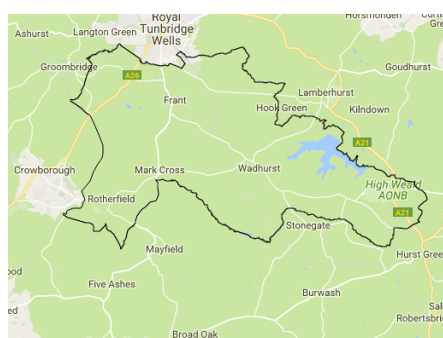 Royal
Tunbridge
Wells
Ashurst
Langton Green
Horsmonden
Groombridge
A26
Goudhurst
Frant
Lamberhurst
Hook Green
Kilndown
A21
Crowborough
Mark Cross
Wadhurst
High Weald
AONB
Rotherfield
A21
Stonegate
Mayfield
Hurst Green
Five Ashes
Burwash
Robertsbri
Broad Oak